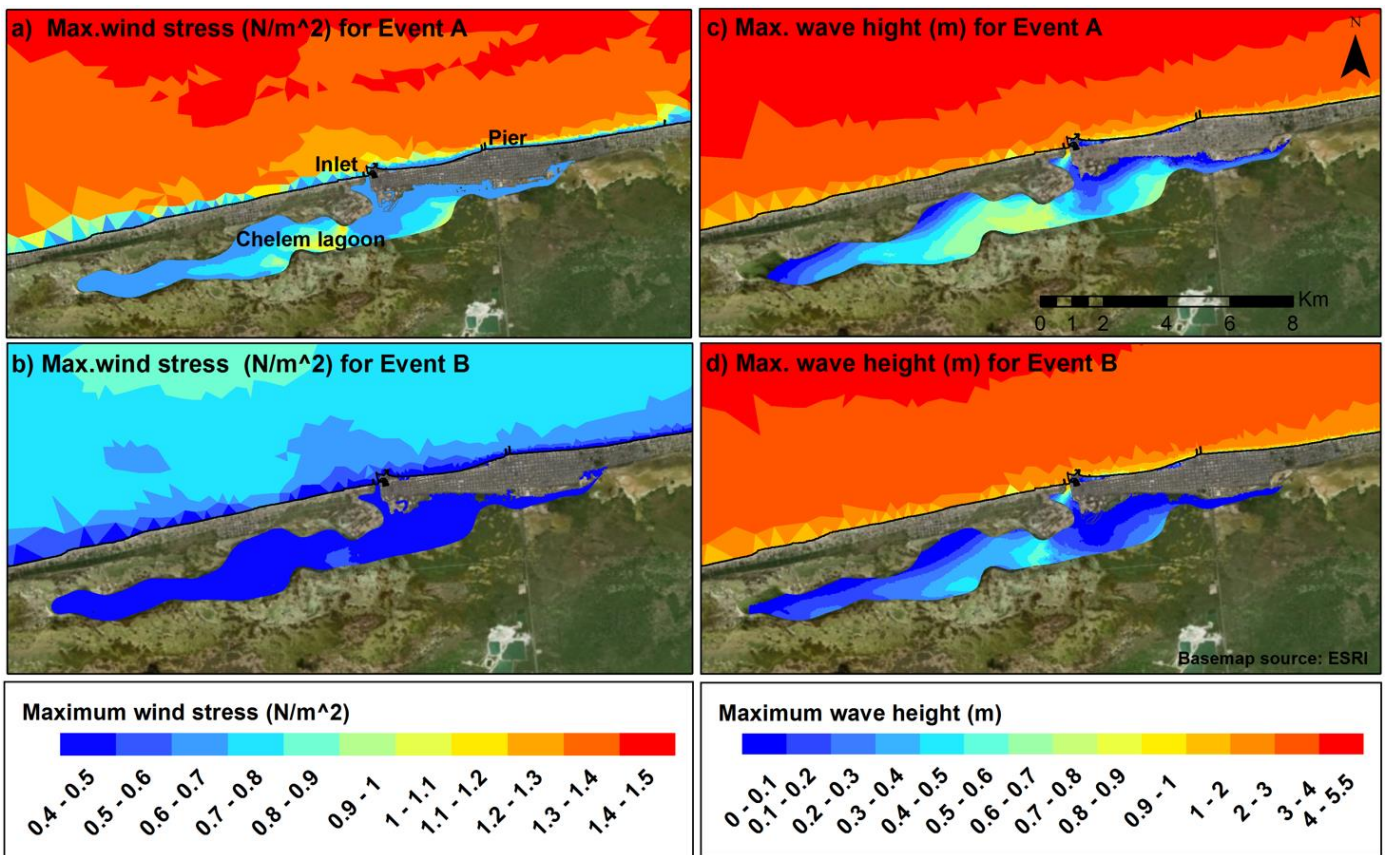 a) Max.wind stress (N/m^2) for Event A
Inlet
Pier
Chelem lagoon
c) Max. wave hight (m) for Event A
N
Km
0 1 2 4 6 8
b) Max.wind stress (N/m^2) for Event B
d) Max. wave height (m) for Event B
Basemap source: ESRI
Maximum wind stress (N/m^2)
0.4 - 0.5
0.5 - 0.6
0.6 - 0.7
0.7 - 0.8
0.8 - 0.9
0.9 - 1
1 - 1.1
1.1 - 1.2
1.2 - 1.3
1.3 - 1.4
1.4 - 1.5
Maximum wave height (m)
0 - 0.1
0.1 - 0.2
0.2 - 0.3
0.3 - 0.4
0.4 - 0.5
0.5 - 0.6
0.6 - 0.7
0.7 - 0.8
0.8 - 0.9
0.9 - 1
1 - 2
2 - 3
3 - 4
4 - 5.5